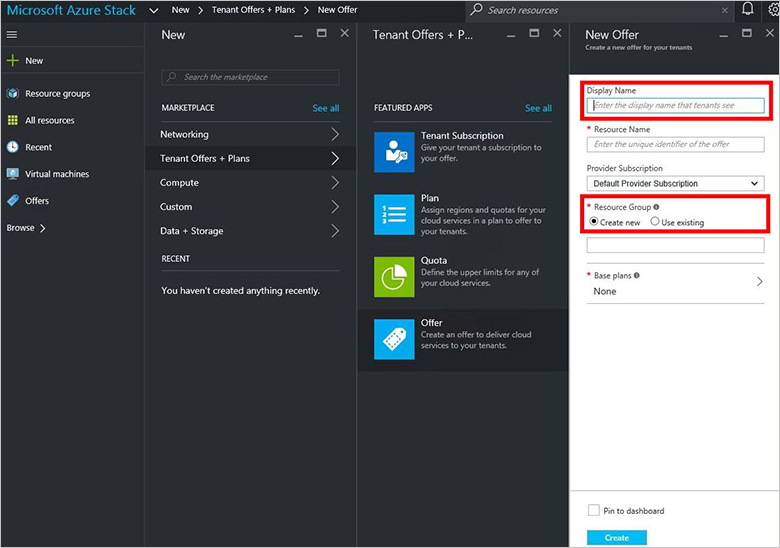 Microsoft Azure Stack
New
Tenant Offers + Plans
New Offer
Search resources
New
Resource groups
All resources
Recent
Virtual machines
Offers
Browse
New
Search the marketplace
MARKETPLACE
See all
Networking
Tenant Offers + Plans
Compute
Custom
Data + Storage
RECENT
You haven't created anything recently.
Tenant Offers + P...
FEATURED APPS
See all
Tenant Subscription
Give your tenant a subscription to
your offer.
Plan
Assign regions and quotas for your
cloud services in a plan to offer to
your tenants.
Quota
Define the upper limits for any of
your cloud services.
Offer
Create an offer to deliver cloud
services to your tenants.
New Offer
Create a new offer for your tenants
Display Name
Enter the display name that tenants see
* Resource Name
Enter the unique identifier of the offer
Provider Subscription
Default Provider Subscription
* Resource Group
Create new
Use existing
* Base plans
None
Pin to dashboard
Create